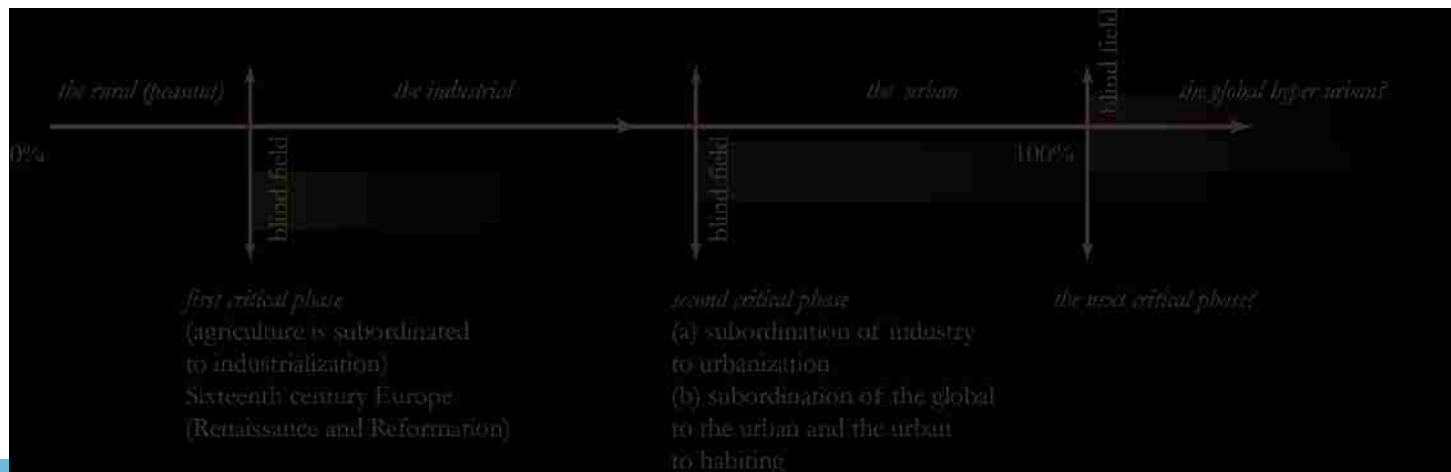 blind field
the rural (peasant)
the industrial
the urban
the global hyper urban?
0%
100%
blind field
blind field
first critical phase
(agriculture is subordinated
to industrialization)
Sixteenth century Europe
(Renaissance and Reformation)
second critical phase
(a) subordination of industry
to urbanization
(b) subordination of the global
to the urban and the urban
to habiting
the next critical phase?